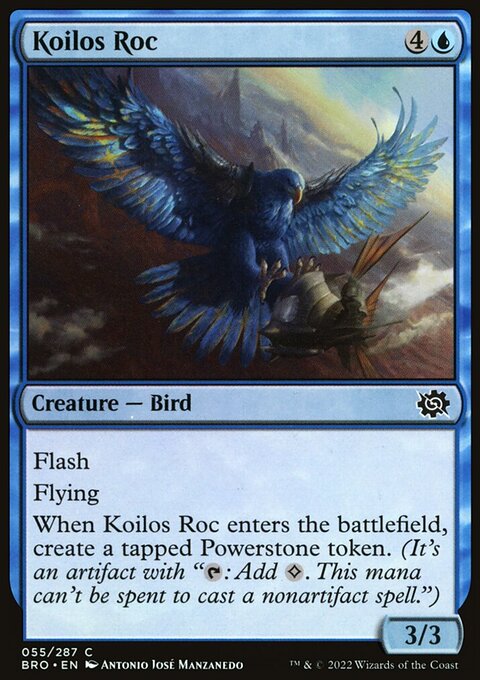 Koilos Roc 4
Creature — Bird
Flash
Flying
When Koilos Roc enters the battlefield,
create a tapped Powerstone token. (It's
an artifact with “: Add . This mana
can't be spent to cast a nonartifact spell.”)
3/3
055/287 C
BRO • EN Antonio José Manzanedo
™ & © 2022 Wizards of the Coast